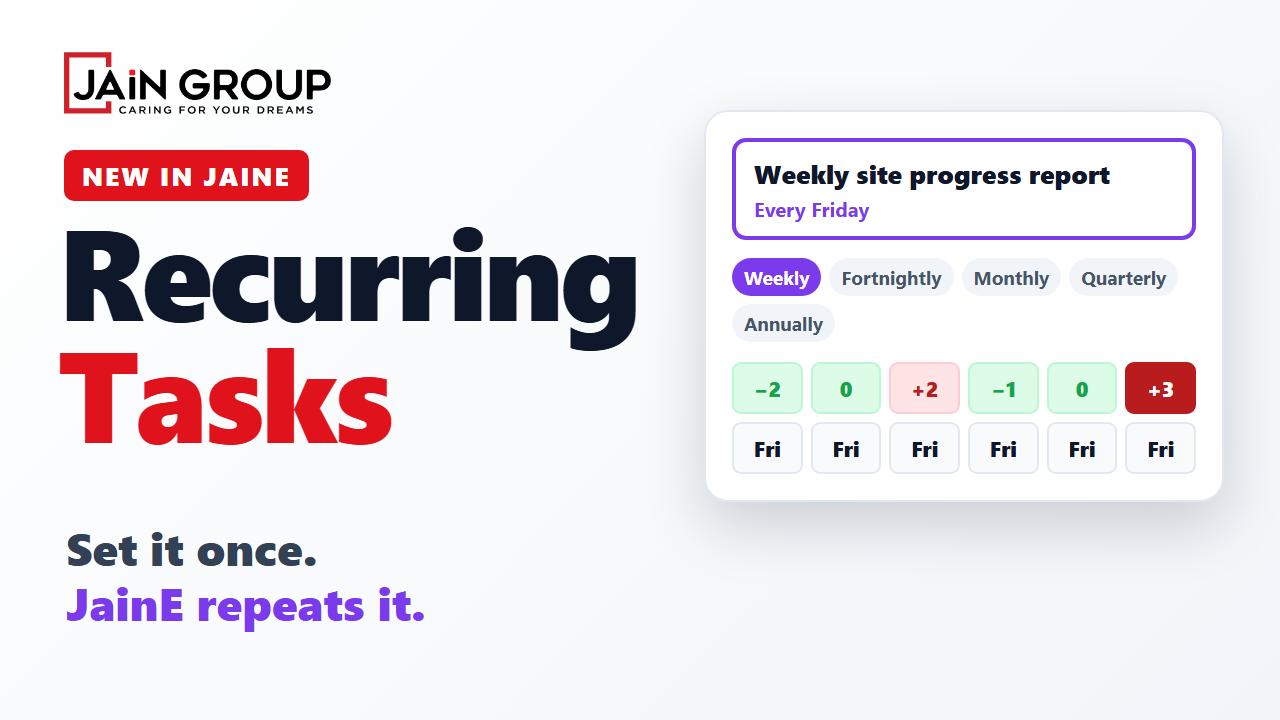 JAIN GROUP
CARING FOR YOUR DREAMS
NEW IN JAINE
Recurring
Tasks
Set it once.
JainE repeats it.
Weekly site progress report
Every Friday
Weekly Fortnightly Monthly Quarterly
Annually
−2 0 +2 −1 0 +3
Fri Fri Fri Fri Fri Fri